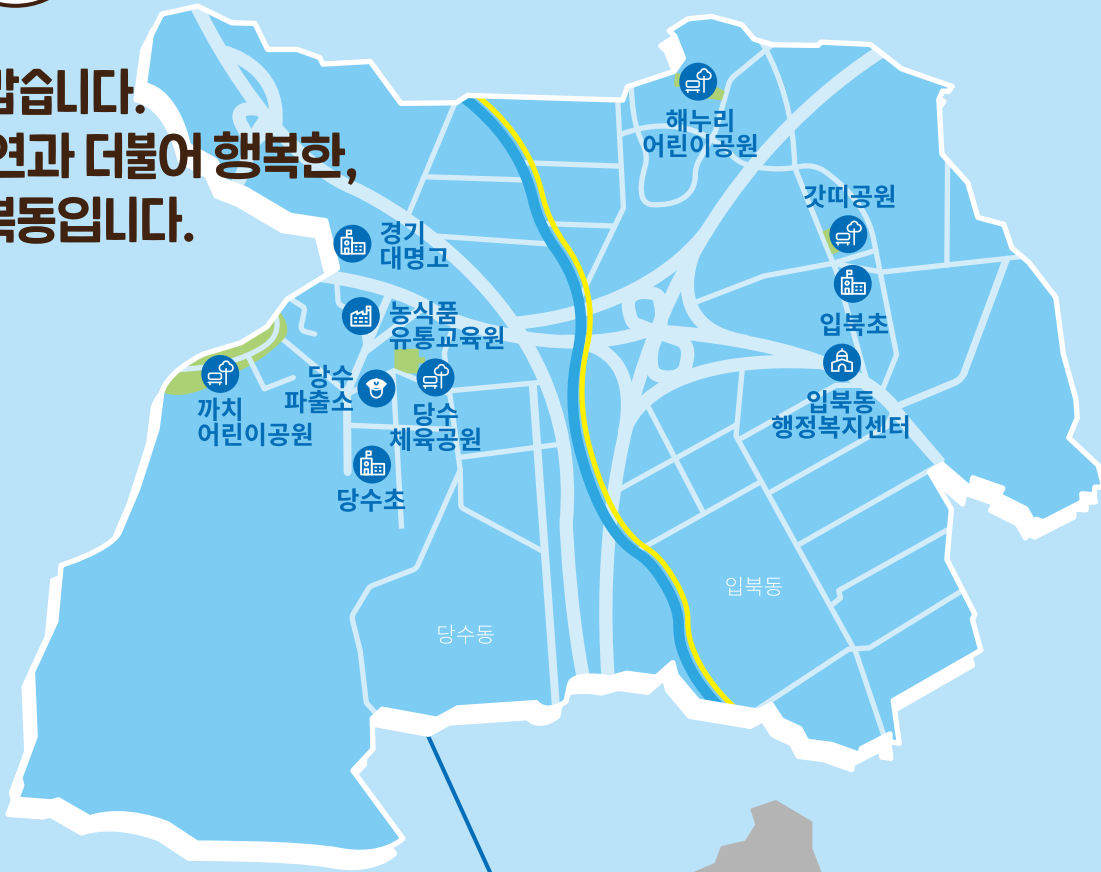 맙습니다.
연과 더불어 행복한,
북동입니다.
해누리
어린이공원
갓띠공원
경기
대명고
입북초
농식품
유통교육원
입북동
행정복지센터
당수
파출소
까치
어린이공원
당수
체육공원
당수초
입북동
당수동